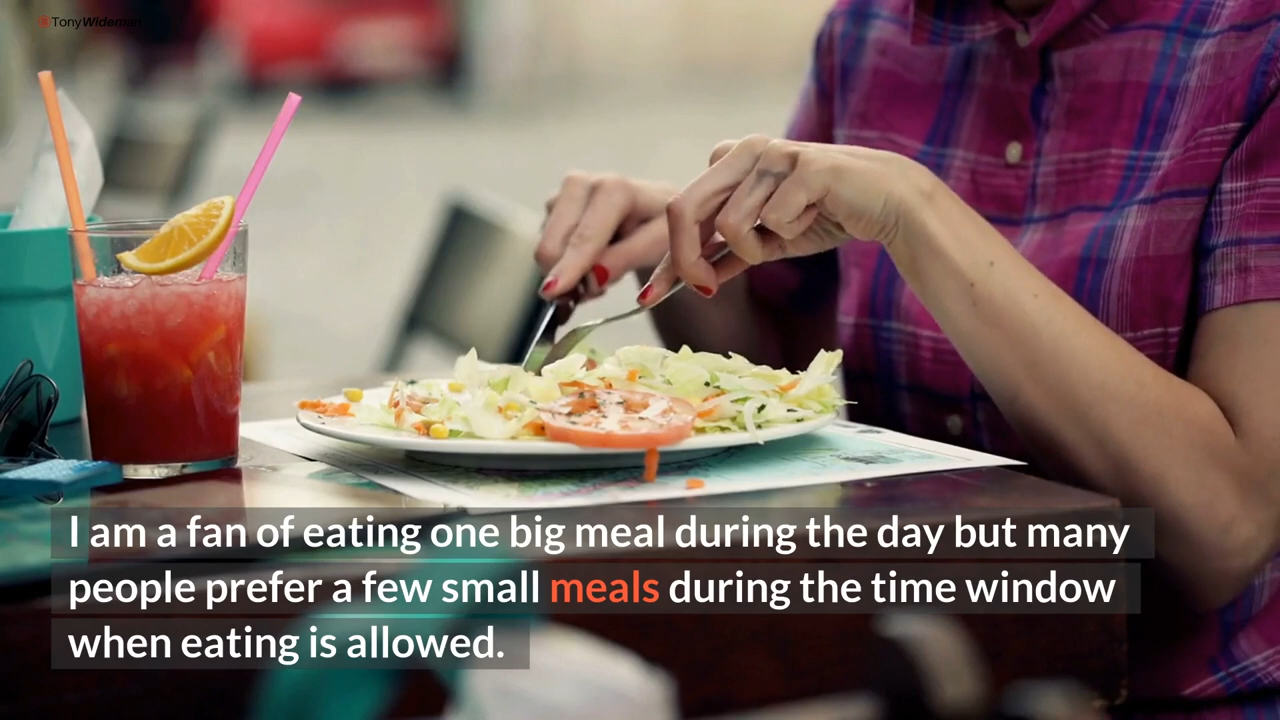 TonyWideman
I am a fan of eating one big meal during the day but many
people prefer a few small meals during the time window
when eating is allowed.